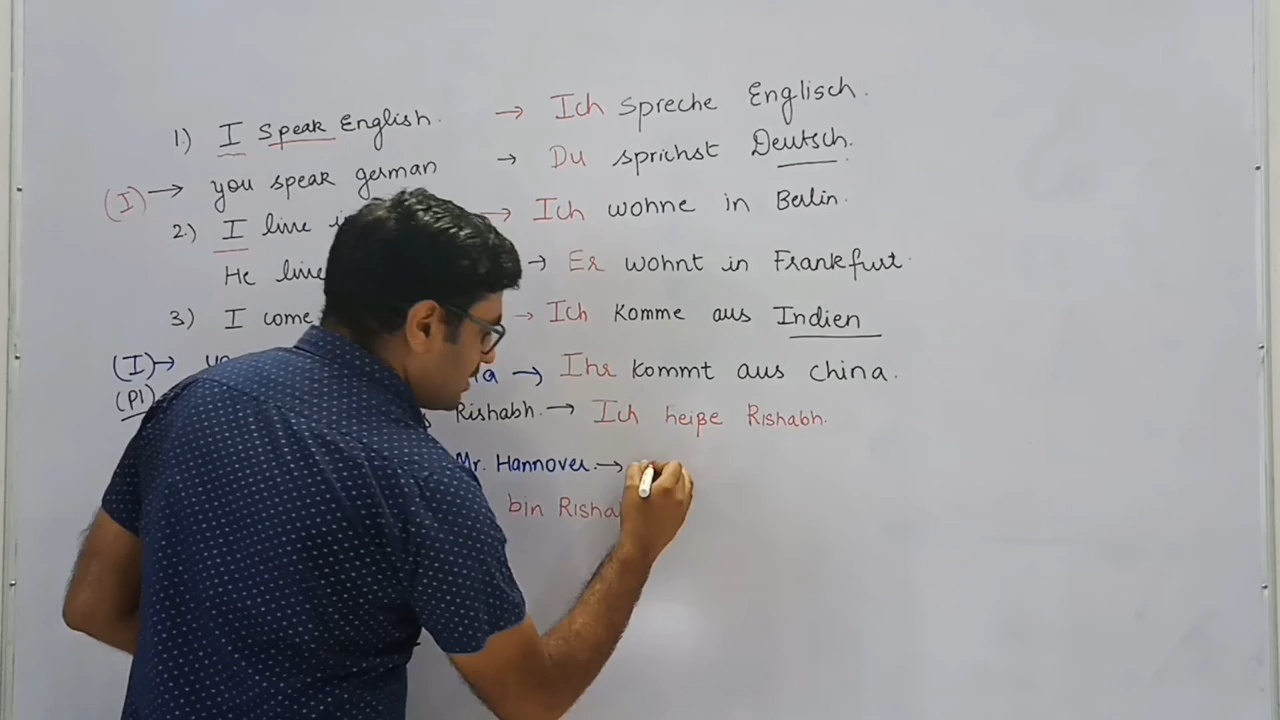 1.) I speak English. → Ich spreche Englisch.
(I) → you speak german → Du sprichst Deutsch.
2.) I live → Ich wohne in Berlin.
He live → Er wohnt in Frankfurt.
3.) I come → Ich komme aus Indien
(I) → → Ihr kommt aus china.
(Pl)
Rishabh. → Ich heiße Rishabh.
Mr. Hannover. →
bin